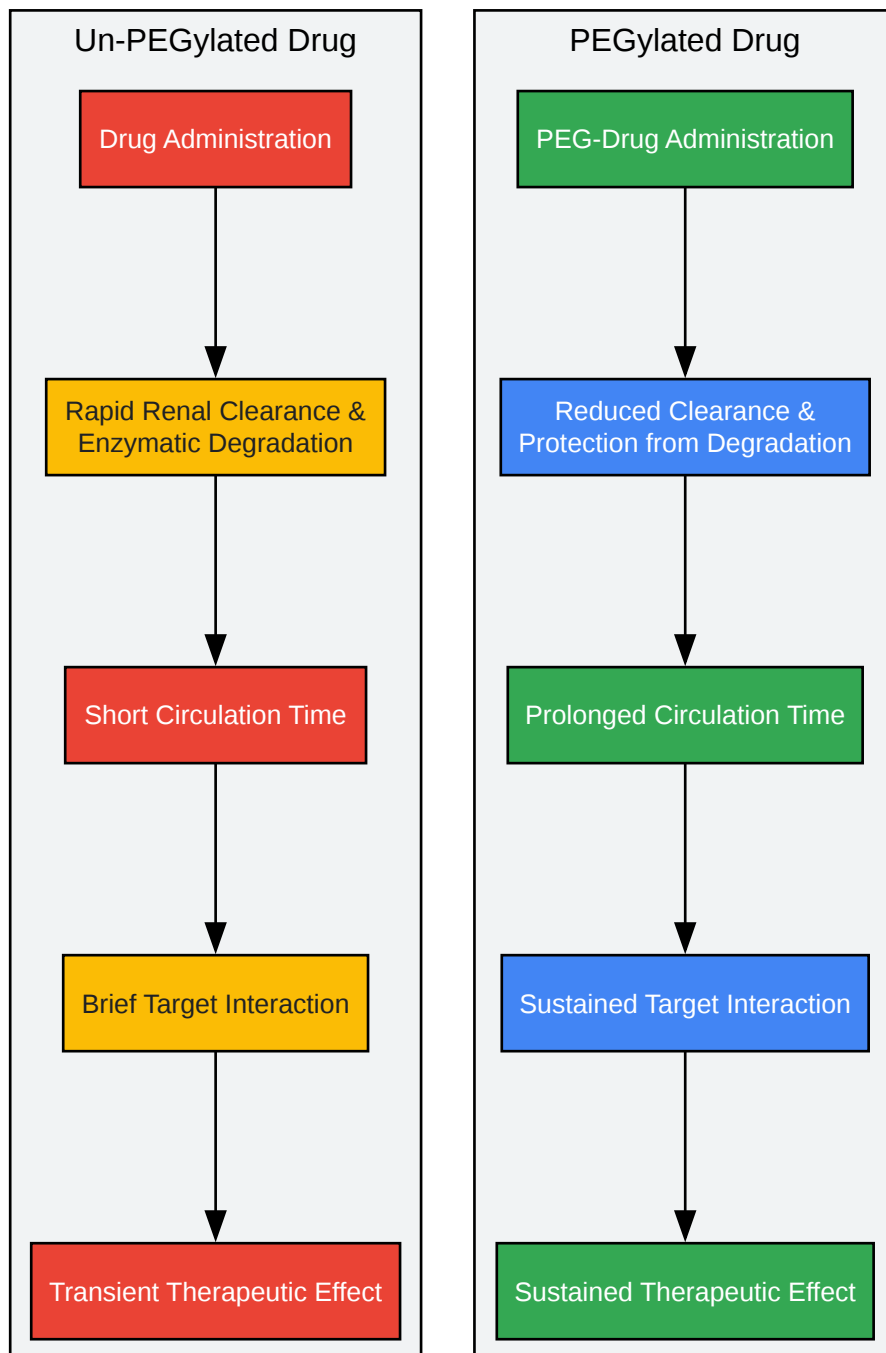 Un-PEGylated Drug
Drug Administration
Rapid Renal Clearance &
Enzymatic Degradation
Short Circulation Time
Brief Target Interaction
Transient Therapeutic Effect
PEGylated Drug
PEG-Drug Administration
Reduced Clearance &
Protection from Degradation
Prolonged Circulation Time
Sustained Target Interaction
Sustained Therapeutic Effect